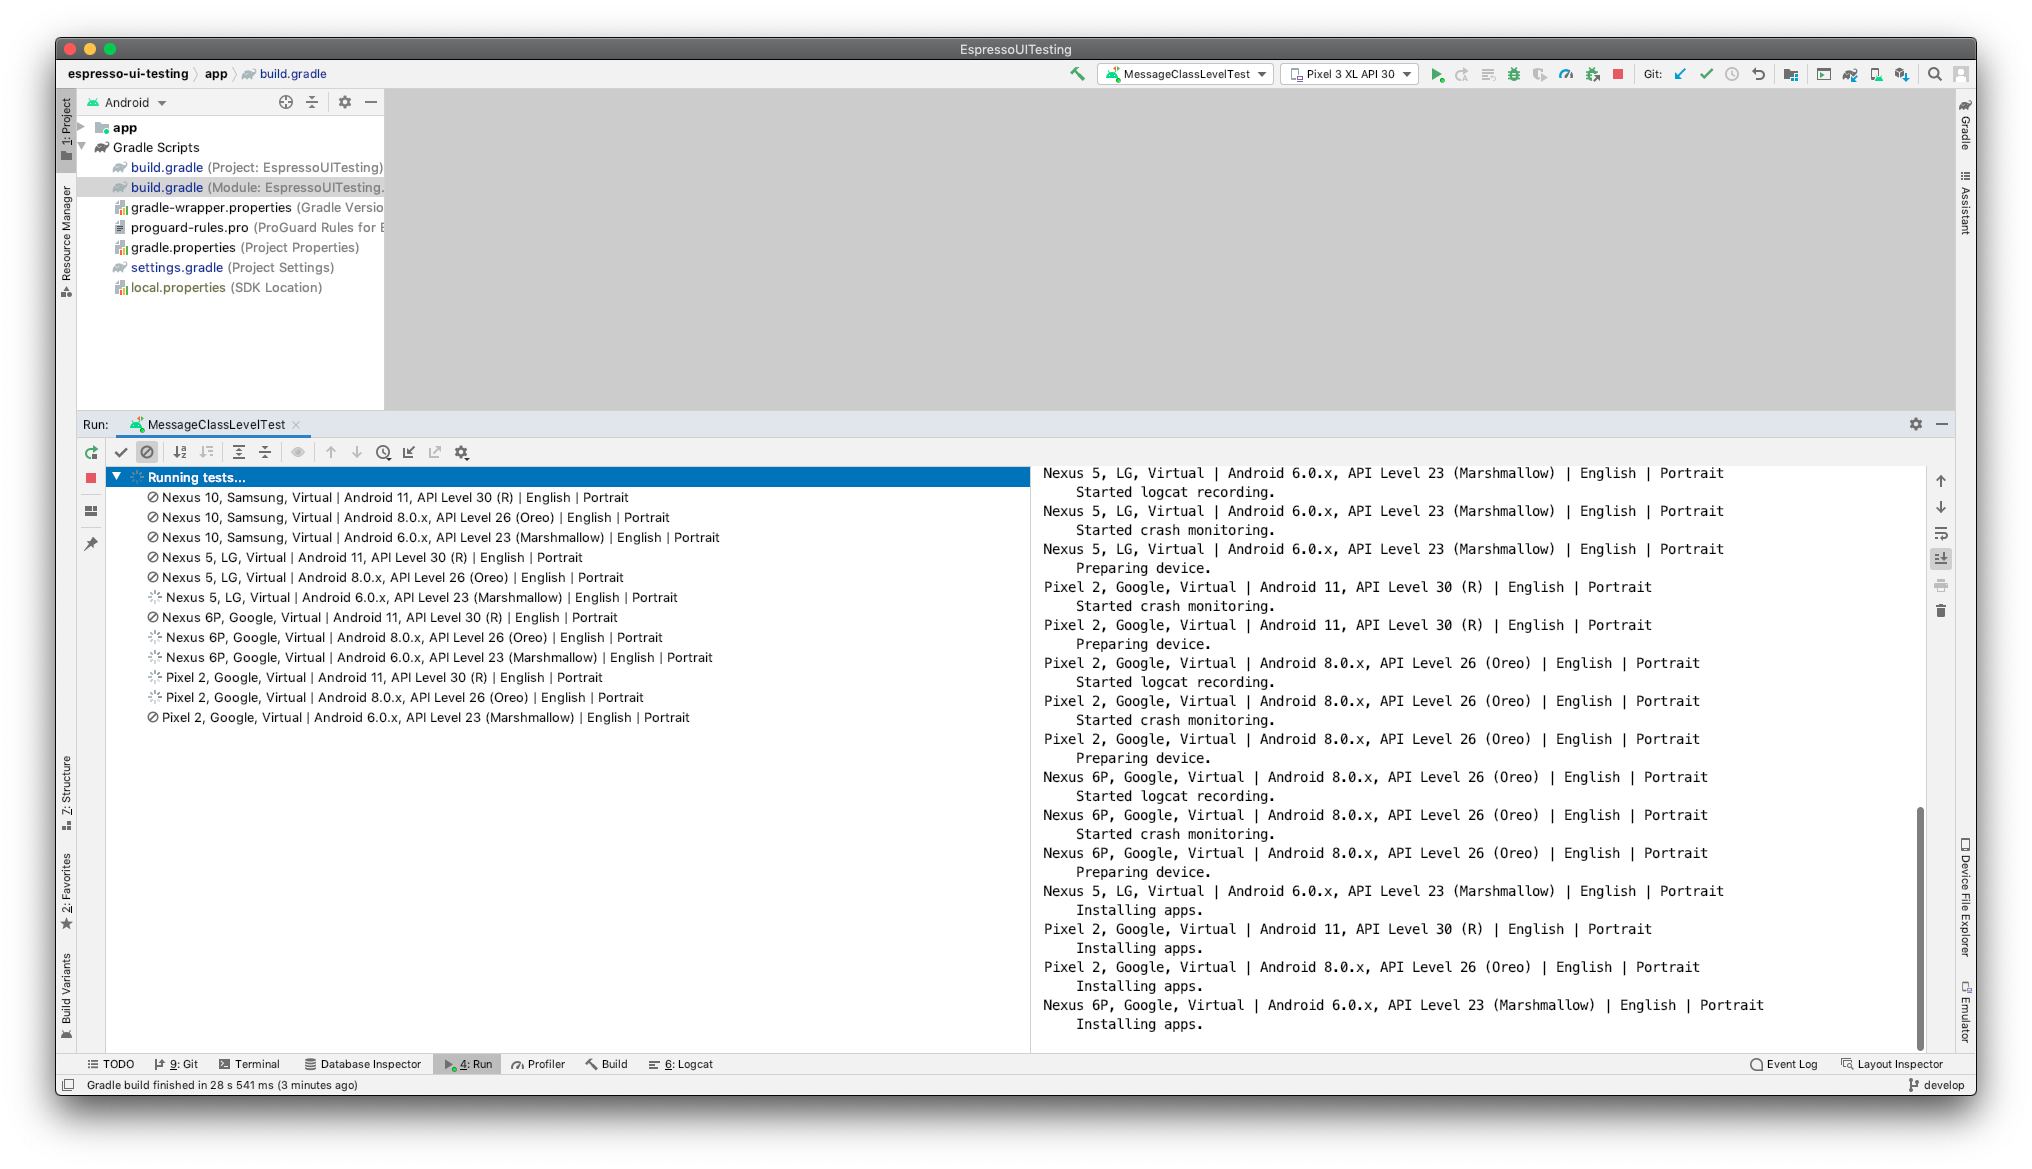 EspressoUITesting
espresso-ui-testing app build.gradle MessageClassLevelTest Pixel 3 XL API 30 Git:
1: Project
Resource Manager
Android
app
Gradle Scripts
build.gradle (Project: EspressoUITesting)
build.gradle (Module: EspressoUITesting.
gradle-wrapper.properties (Gradle Versio
proguard-rules.pro (ProGuard Rules for E
gradle.properties (Project Properties)
settings.gradle (Project Settings)
local.properties (SDK Location)
Gradle
Assistant
Run: MessageClassLevelTest
Running tests...
Nexus 10, Samsung, Virtual | Android 11, API Level 30 (R) | English | Portrait
Nexus 10, Samsung, Virtual | Android 8.0.x, API Level 26 (Oreo) | English | Portrait
Nexus 10, Samsung, Virtual | Android 6.0.x, API Level 23 (Marshmallow) | English | Portrait
Nexus 5, LG, Virtual | Android 11, API Level 30 (R) | English | Portrait
Nexus 5, LG, Virtual | Android 8.0.x, API Level 26 (Oreo) | English | Portrait
Nexus 5, LG, Virtual | Android 6.0.x, API Level 23 (Marshmallow) | English | Portrait
Nexus 6P, Google, Virtual | Android 11, API Level 30 (R) | English | Portrait
Nexus 6P, Google, Virtual | Android 8.0.x, API Level 26 (Oreo) | English | Portrait
Nexus 6P, Google, Virtual | Android 6.0.x, API Level 23 (Marshmallow) | English | Portrait
Pixel 2, Google, Virtual | Android 11, API Level 30 (R) | English | Portrait
Pixel 2, Google, Virtual | Android 8.0.x, API Level 26 (Oreo) | English | Portrait
Pixel 2, Google, Virtual | Android 6.0.x, API Level 23 (Marshmallow) | English | Portrait
Nexus 5, LG, Virtual | Android 6.0.x, API Level 23 (Marshmallow) | English | Portrait
Started logcat recording.
Nexus 5, LG, Virtual | Android 6.0.x, API Level 23 (Marshmallow) | English | Portrait
Started crash monitoring.
Nexus 5, LG, Virtual | Android 6.0.x, API Level 23 (Marshmallow) | English | Portrait
Preparing device.
Pixel 2, Google, Virtual | Android 11, API Level 30 (R) | English | Portrait
Started crash monitoring.
Pixel 2, Google, Virtual | Android 11, API Level 30 (R) | English | Portrait
Preparing device.
Pixel 2, Google, Virtual | Android 8.0.x, API Level 26 (Oreo) | English | Portrait
Started logcat recording.
Pixel 2, Google, Virtual | Android 8.0.x, API Level 26 (Oreo) | English | Portrait
Started crash monitoring.
Pixel 2, Google, Virtual | Android 8.0.x, API Level 26 (Oreo) | English | Portrait
Preparing device.
Nexus 6P, Google, Virtual | Android 8.0.x, API Level 26 (Oreo) | English | Portrait
Started logcat recording.
Nexus 6P, Google, Virtual | Android 8.0.x, API Level 26 (Oreo) | English | Portrait
Started crash monitoring.
Nexus 6P, Google, Virtual | Android 8.0.x, API Level 26 (Oreo) | English | Portrait
Preparing device.
Nexus 5, LG, Virtual | Android 6.0.x, API Level 23 (Marshmallow) | English | Portrait
Installing apps.
Pixel 2, Google, Virtual | Android 11, API Level 30 (R) | English | Portrait
Installing apps.
Pixel 2, Google, Virtual | Android 8.0.x, API Level 26 (Oreo) | English | Portrait
Installing apps.
Nexus 6P, Google, Virtual | Android 6.0.x, API Level 23 (Marshmallow) | English | Portrait
Installing apps.
Z: Structure
2: Favorites
Build Variants
Device File Explorer
Emulator
TODO 9: Git Terminal Database Inspector 4: Run Profiler Build 6: Logcat Event Log Layout Inspector
Gradle build finished in 28 s 541 ms (3 minutes ago) develop